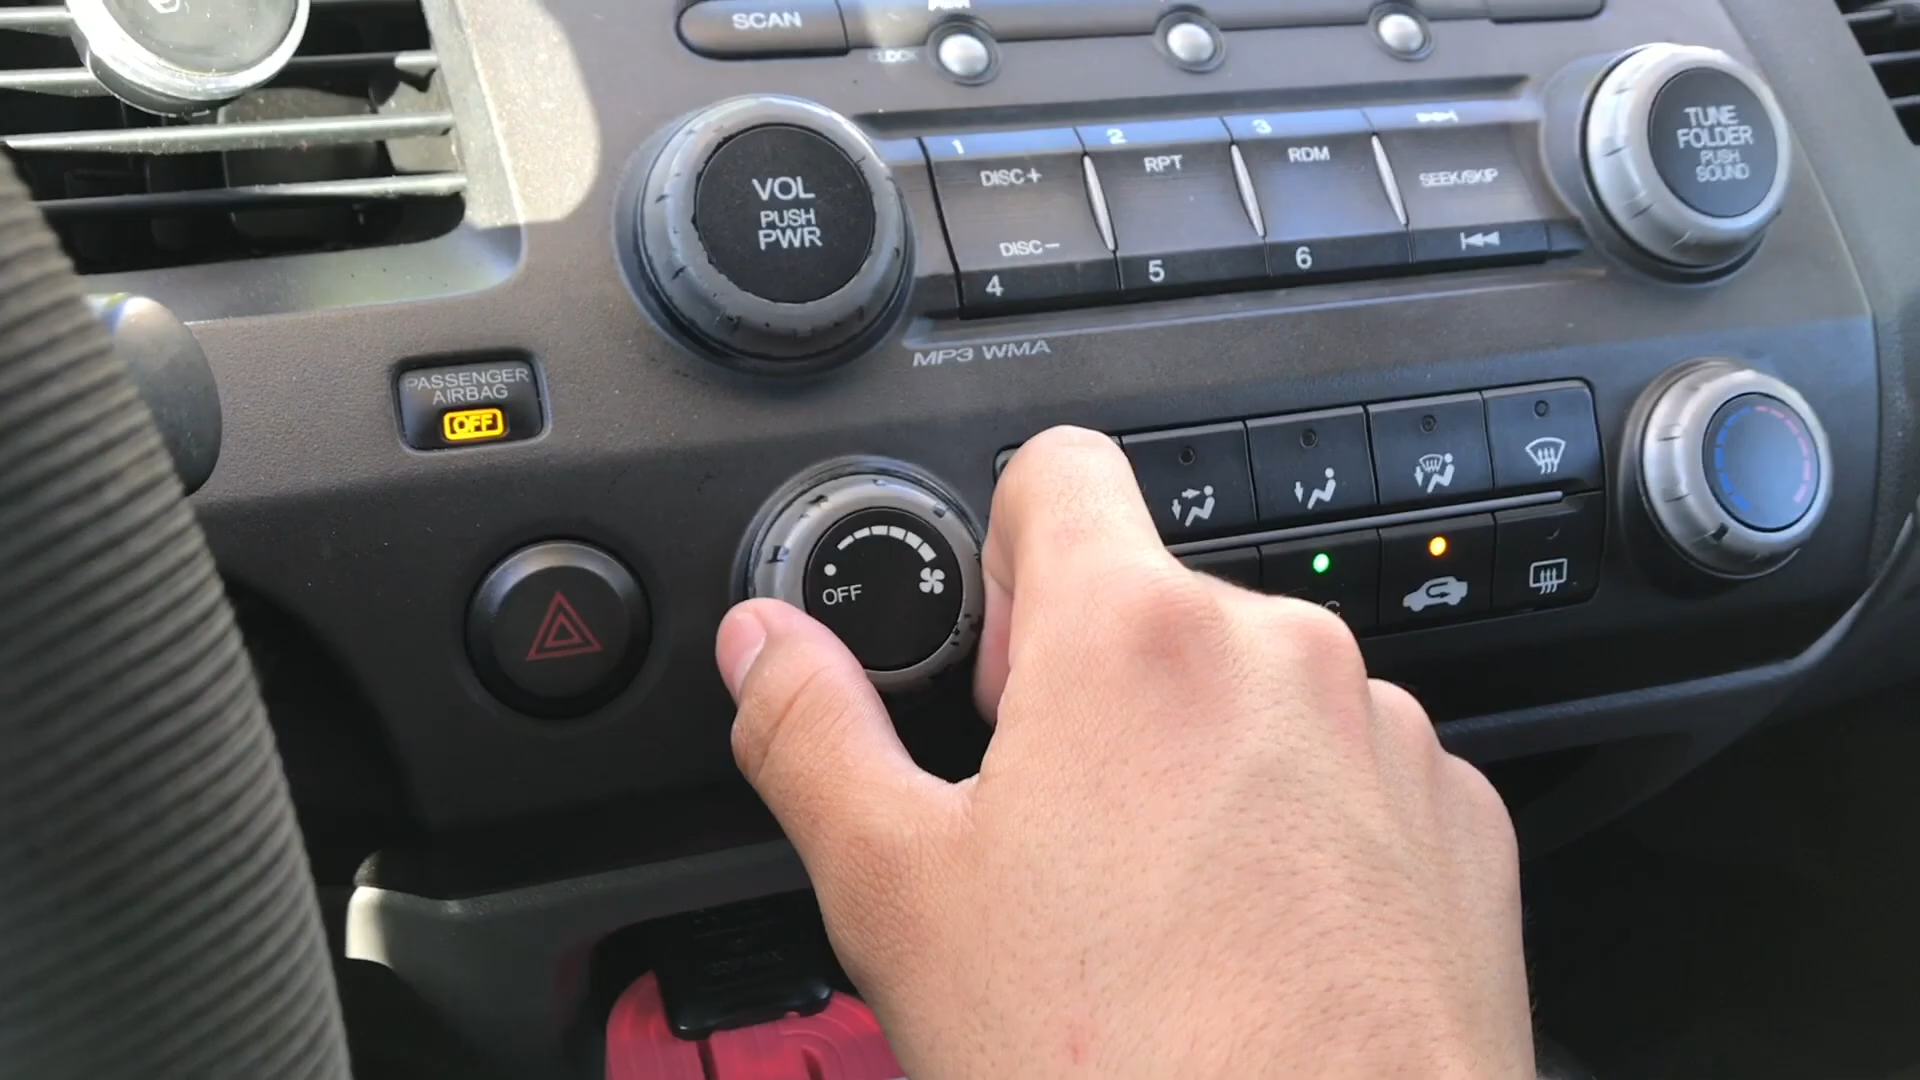 SCAN
CLOCK
VOL
PUSH
PWR
1
2
3
DISC+
RPT
RDM
SEEK/SKIP
DISC−
4
5
6
TUNE
FOLDER
PUSH
SOUND
MP3 WMA
PASSENGER
AIRBAG
OFF
OFF